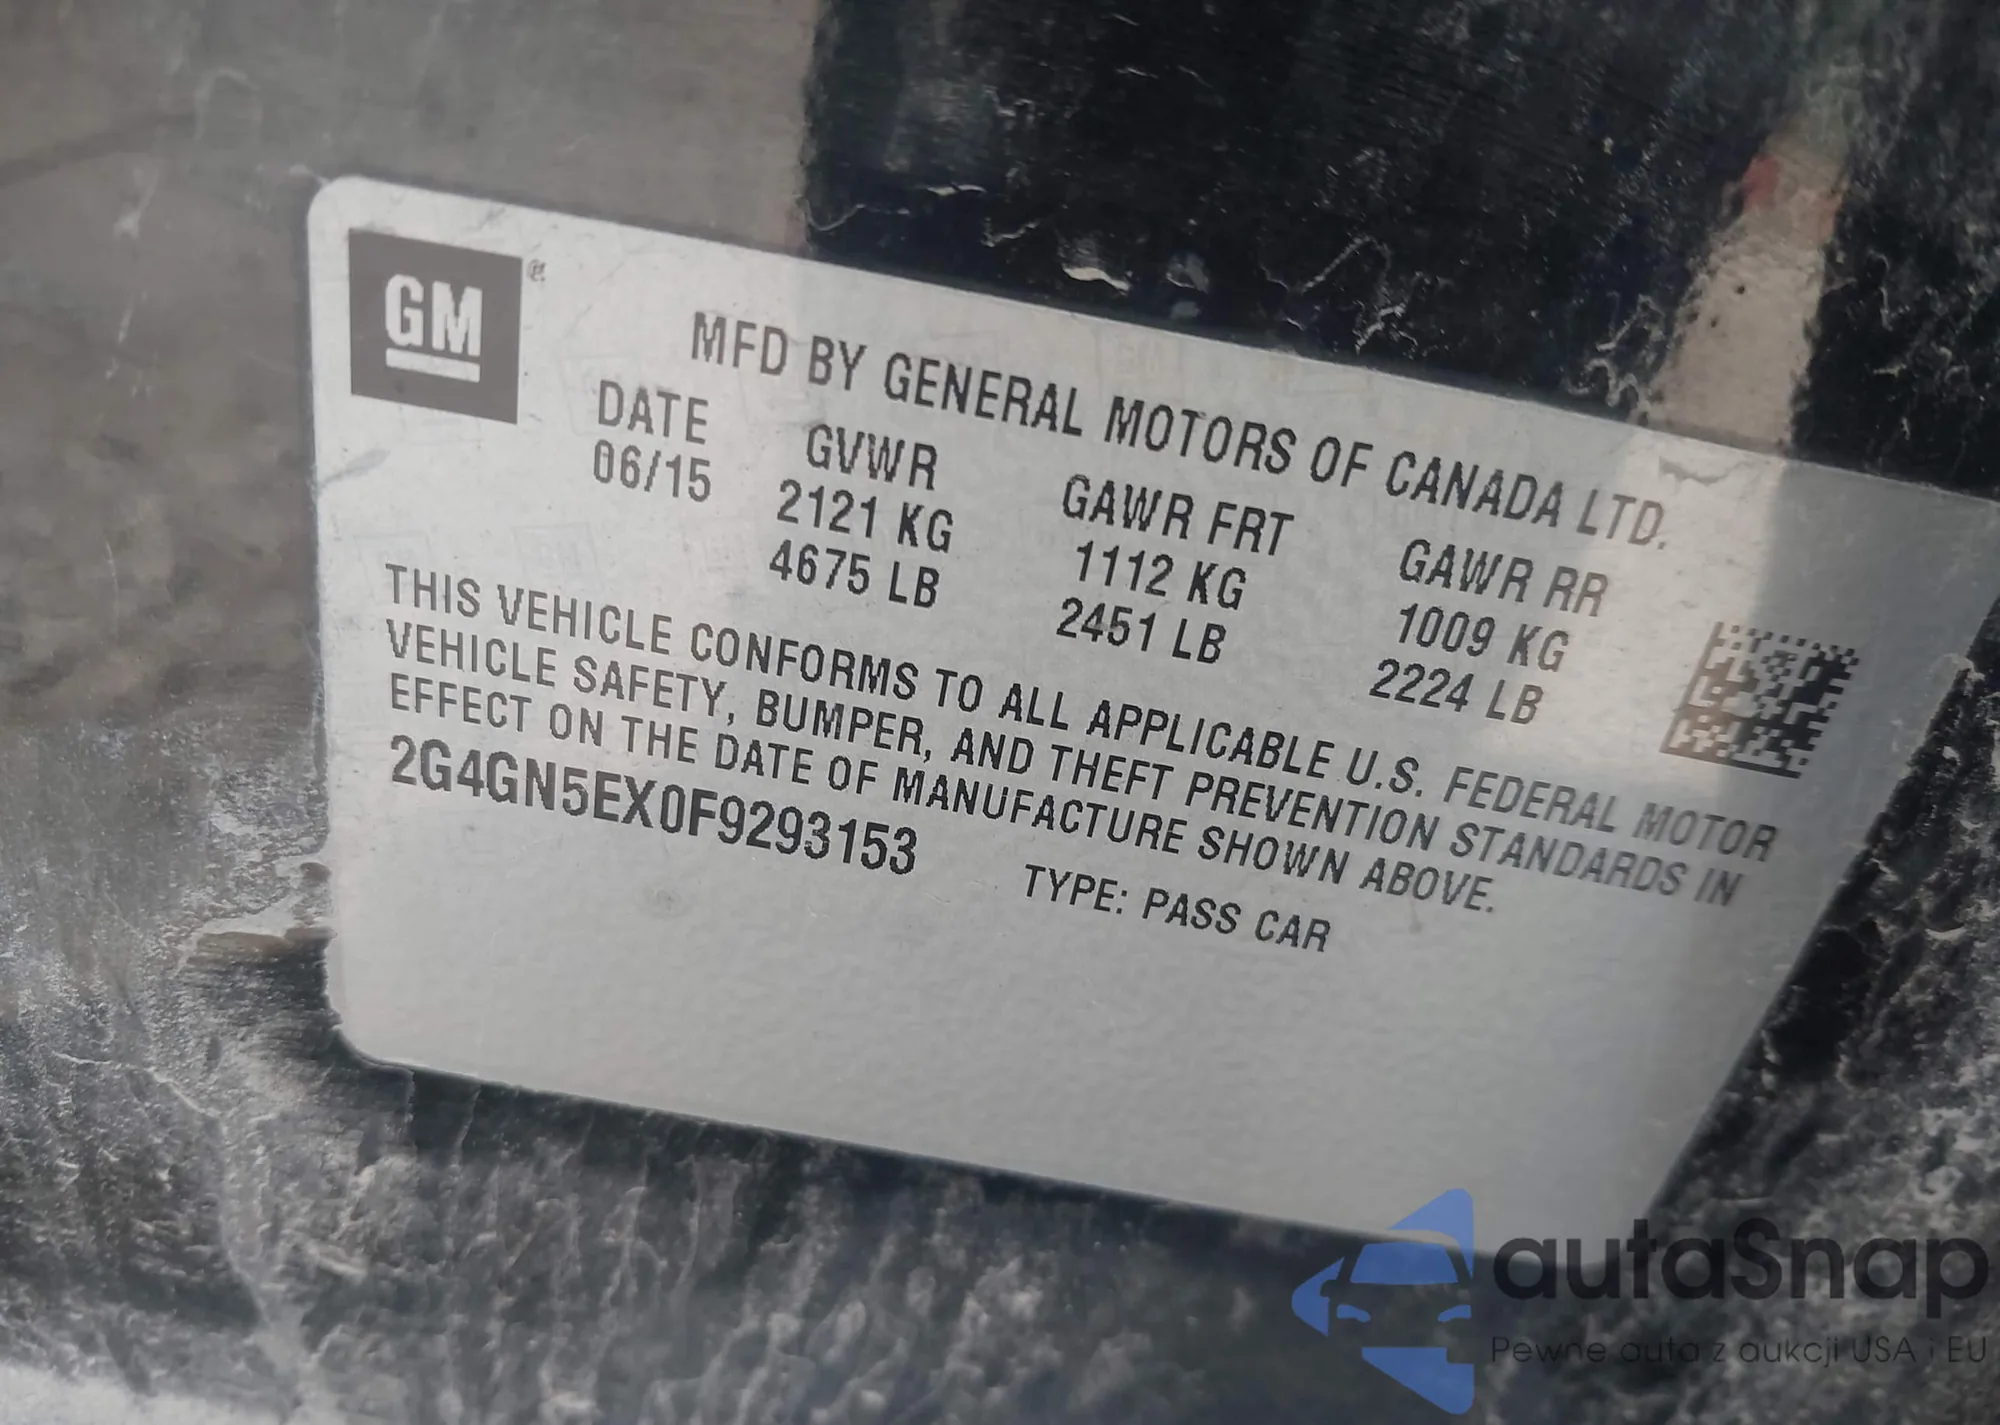 GM®
MFD BY GENERAL MOTORS OF CANADA LTD.
DATE GVWR GAWR FRT GAWR RR
06/15 2121 KG 1112 KG 1009 KG
4675 LB 2451 LB 2224 LB
THIS VEHICLE CONFORMS TO ALL APPLICABLE U.S. FEDERAL MOTOR
VEHICLE SAFETY, BUMPER, AND THEFT PREVENTION STANDARDS IN
EFFECT ON THE DATE OF MANUFACTURE SHOWN ABOVE.
2G4GN5EX0F9293153 TYPE: PASS CAR
autaSnap
Pewne auta z aukcji USA i EU